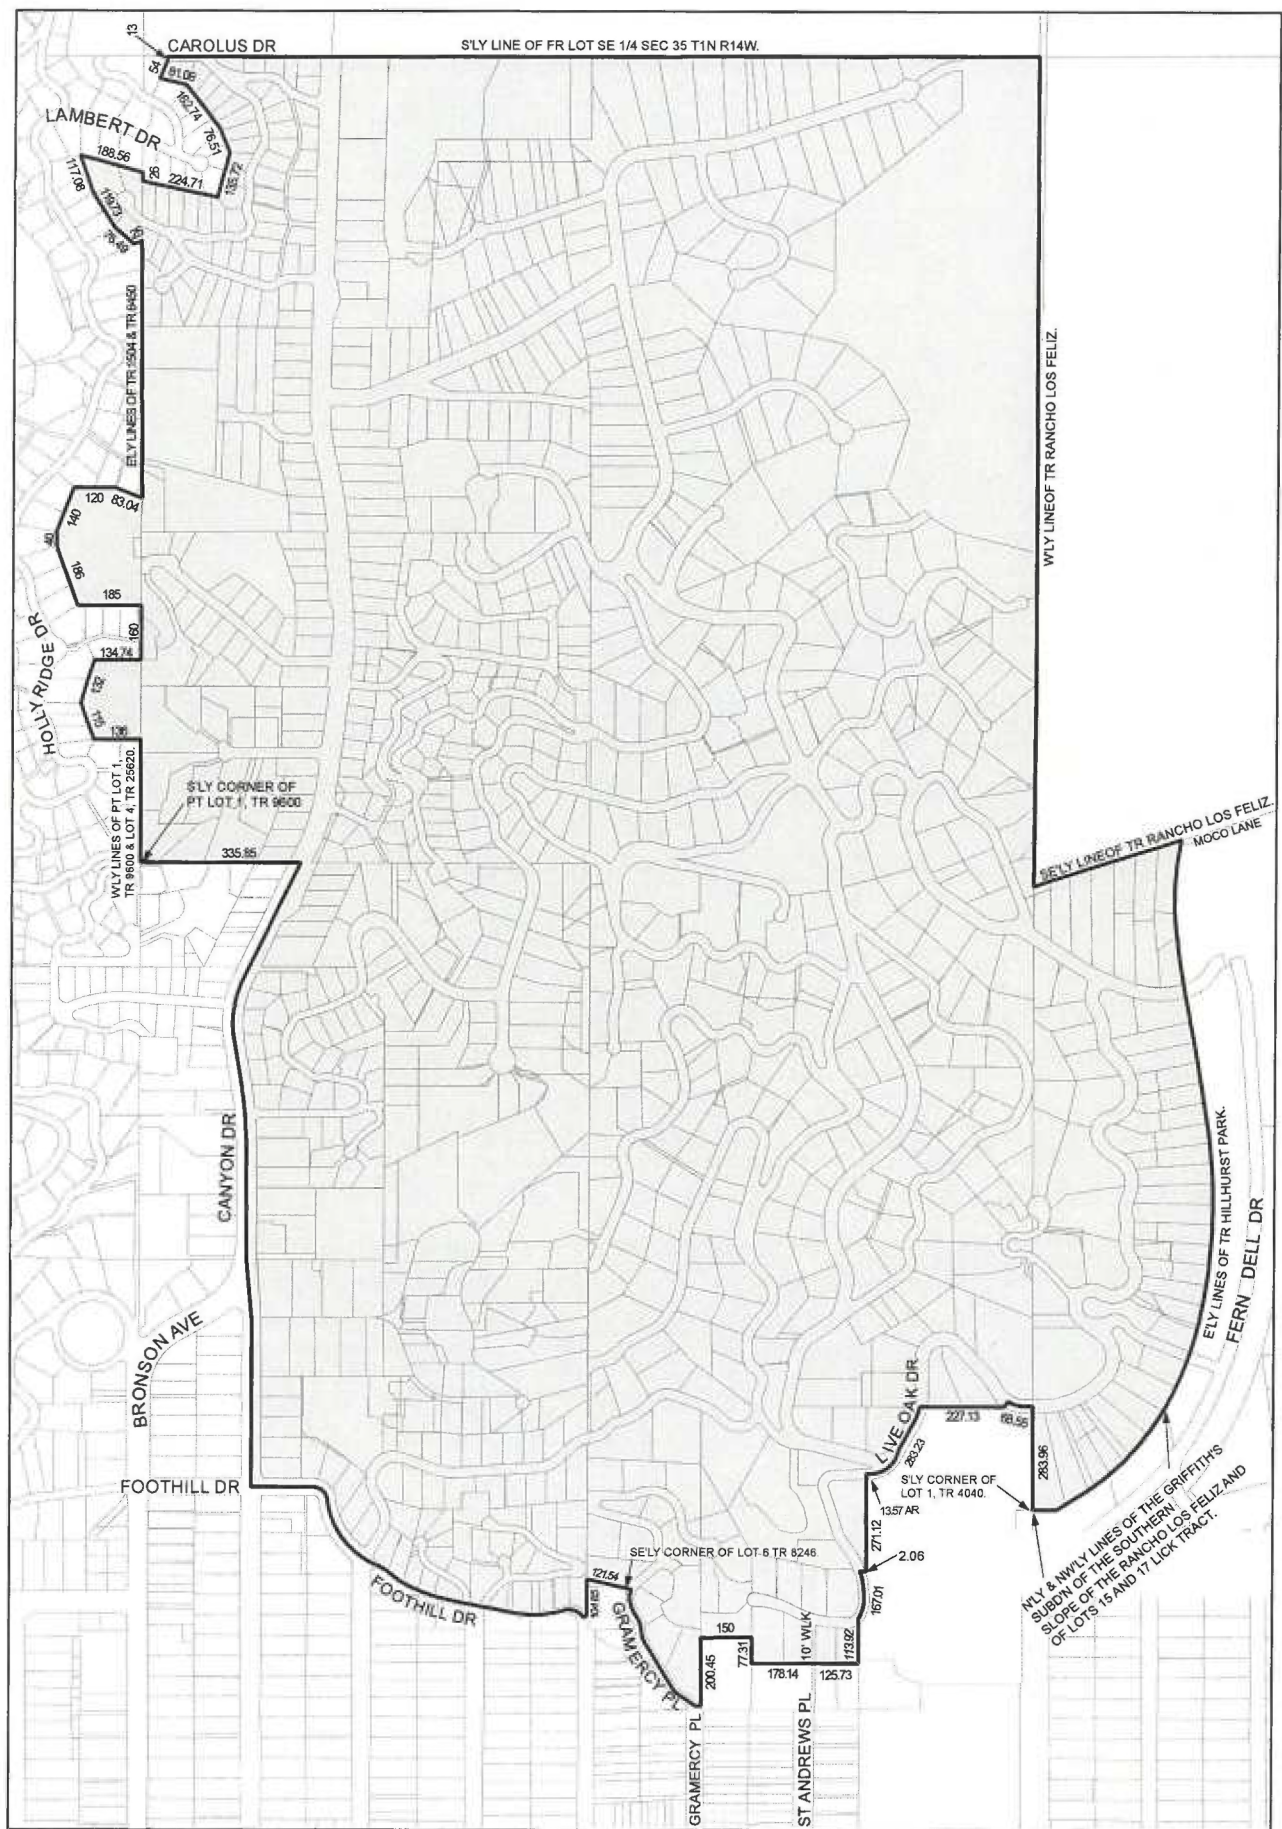 13
CAROLUS DR
S'LY LINE OF FR LOT SE 1/4 SEC 35 T1N R14W.
54
81.08
162.74
76.51
LAMBERT DR
188.56
98
224.71
135.72
117.08
119.73
76.49
E'LY LINES OF TR 9504 & TR 6450
W'LY LINEOF TR RANCHO LOS FELIZ.
120
83.04
140
40
186
185
160
HOLLY RIDGE DR
134.74
132
115
136
W'LY LINES OF PT LOT 1,
TR 9600 & LOT 4, TR 25620.
S'LY CORNER OF
PT LOT 1, TR 9600
335.85
SE'LY LINEOF TR RANCHO LOS FELIZ.
MOCO LANE
CANYON DR
E'LY LINES OF TR HILLHURST PARK.
FERN DELL DR
BRONSON AVE
LIVE OAK DR
227.13
68.55
283.23
283.96
FOOTHILL DR
S'LY CORNER OF
LOT 1, TR 4040.
13.57 AR
271.12
N'LY & NW'LY LINES OF THE GRIFFITH'S
SUBD'N OF THE SOUTHERN
SLOPE OF THE RANCHO LOS FELIZ AND
OF LOTS 15 AND 17 LICK TRACT.
SE'LY CORNER OF LOT 6 TR 8246
2.06
121.54
FOOTHILL DR
104.85
167.01
GRAMERCY PL
150
200.45
77.31
10' WLK
113.92
178.14
125.73
GRAMERCY PL
ST ANDREWS PL